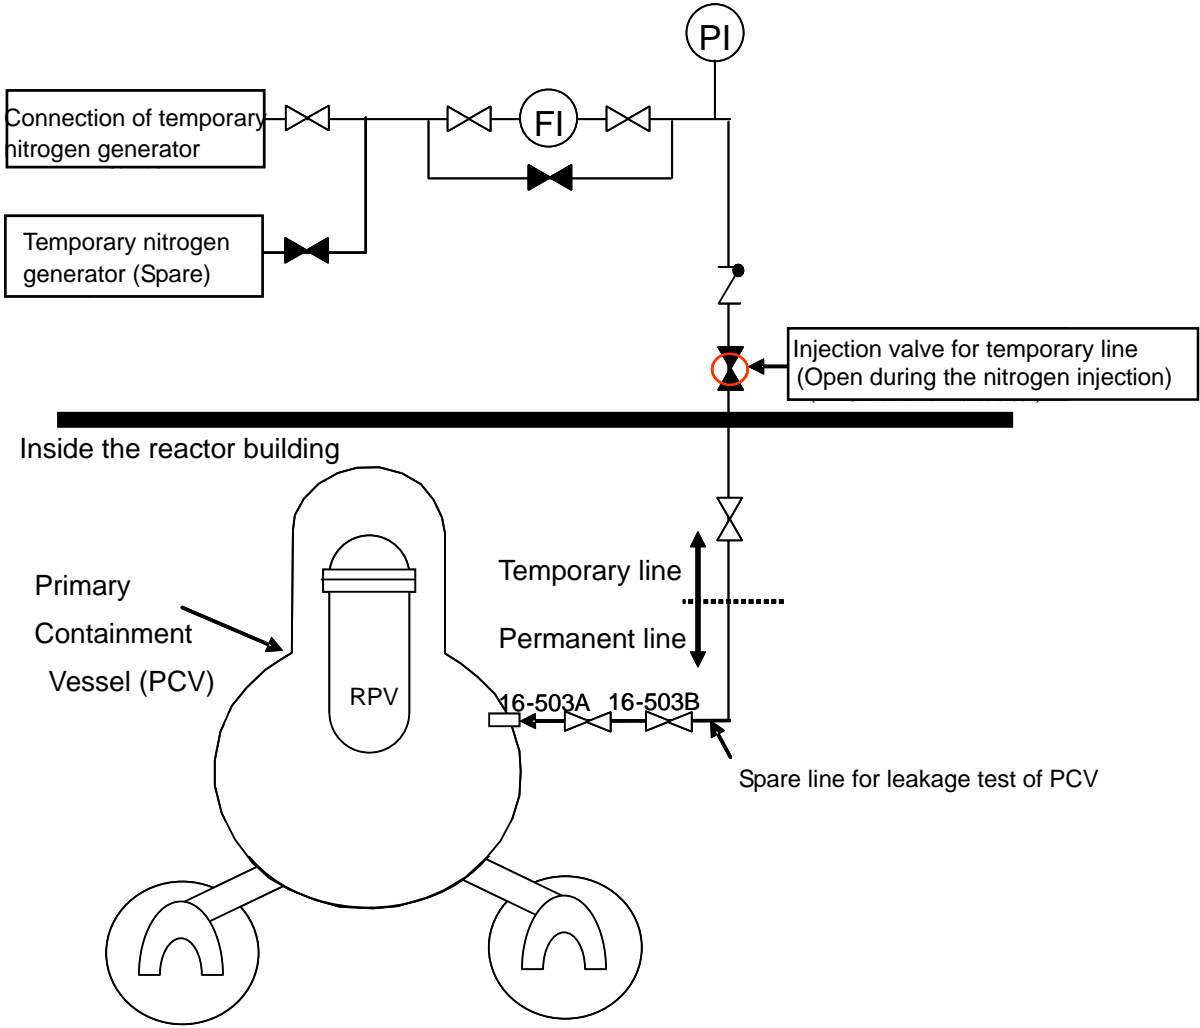 PI
Connection of temporary
nitrogen generator
FI
Temporary nitrogen
generator (Spare)
Injection valve for temporary line
(Open during the nitrogen injection)
Inside the reactor building
Temporary line
Primary
Containment
Vessel (PCV)
Permanent line
RPV
16-503A
16-503B
Spare line for leakage test of PCV